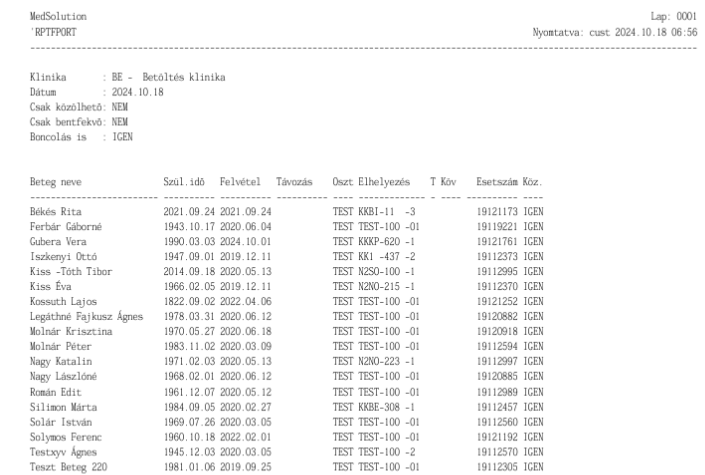 MedSolution Lap: 0001
`RPTFPORT Nyomtatva: cust 2024.10.18 06:56
Klinika : BE - Betöltés klinika
Dátum : 2024.10.18
Csak közölhető: NEM
Csak bentfekvő: NEM
Boncolás is : IGEN
Beteg neve Szül.idő Felvétel Távozás Oszt Elhelyezés T Köv Esetszám Köz.
Békés Rita 2021.09.24 2021.09.24 TEST KKBI-11 -3 19121173 IGEN
Ferbár Gáborné 1943.10.17 2020.06.04 TEST TEST-100 -01 19119221 IGEN
Gubera Vera 1990.03.03 2024.10.01 TEST KKKP-620 -1 19121761 IGEN
Iszkenyi Ottó 1947.09.01 2019.12.11 TEST KK1 -437 -2 19112373 IGEN
Kiss -Tóth Tibor 2014.09.18 2020.05.13 TEST N2SO-100 -1 19112995 IGEN
Kiss Éva 1966.02.05 2019.12.11 TEST N2NO-215 -1 19112370 IGEN
Kossuth Lajos 1822.09.02 2022.04.06 TEST TEST-100 -01 19121252 IGEN
Legáthné Fajkusz Ágnes 1978.03.31 2020.06.12 TEST TEST-100 -01 19120882 IGEN
Molnár Krisztina 1970.05.27 2020.06.18 TEST TEST-100 -01 19120918 IGEN
Molnár Péter 1983.11.02 2020.03.09 TEST TEST-100 -01 19112594 IGEN
Nagy Katalin 1971.02.03 2020.05.13 TEST N2NO-223 -1 19112997 IGEN
Nagy Lászlóné 1968.02.01 2020.06.12 TEST TEST-100 -01 19120885 IGEN
Román Edit 1961.12.07 2020.05.12 TEST TEST-100 -01 19112989 IGEN
Silimon Márta 1984.09.05 2020.02.27 TEST KKBE-308 -1 19112457 IGEN
Solár István 1969.07.26 2020.03.05 TEST TEST-100 -01 19112560 IGEN
Solymos Ferenc 1960.10.18 2022.02.01 TEST TEST-100 -01 19121192 IGEN
Testxyv Ágnes 1945.12.03 2020.03.05 TEST TEST-100 -2 19112570 IGEN
Teszt Beteg 220 1981.01.06 2019.09.25 TEST TEST-100 -01 19112305 IGEN